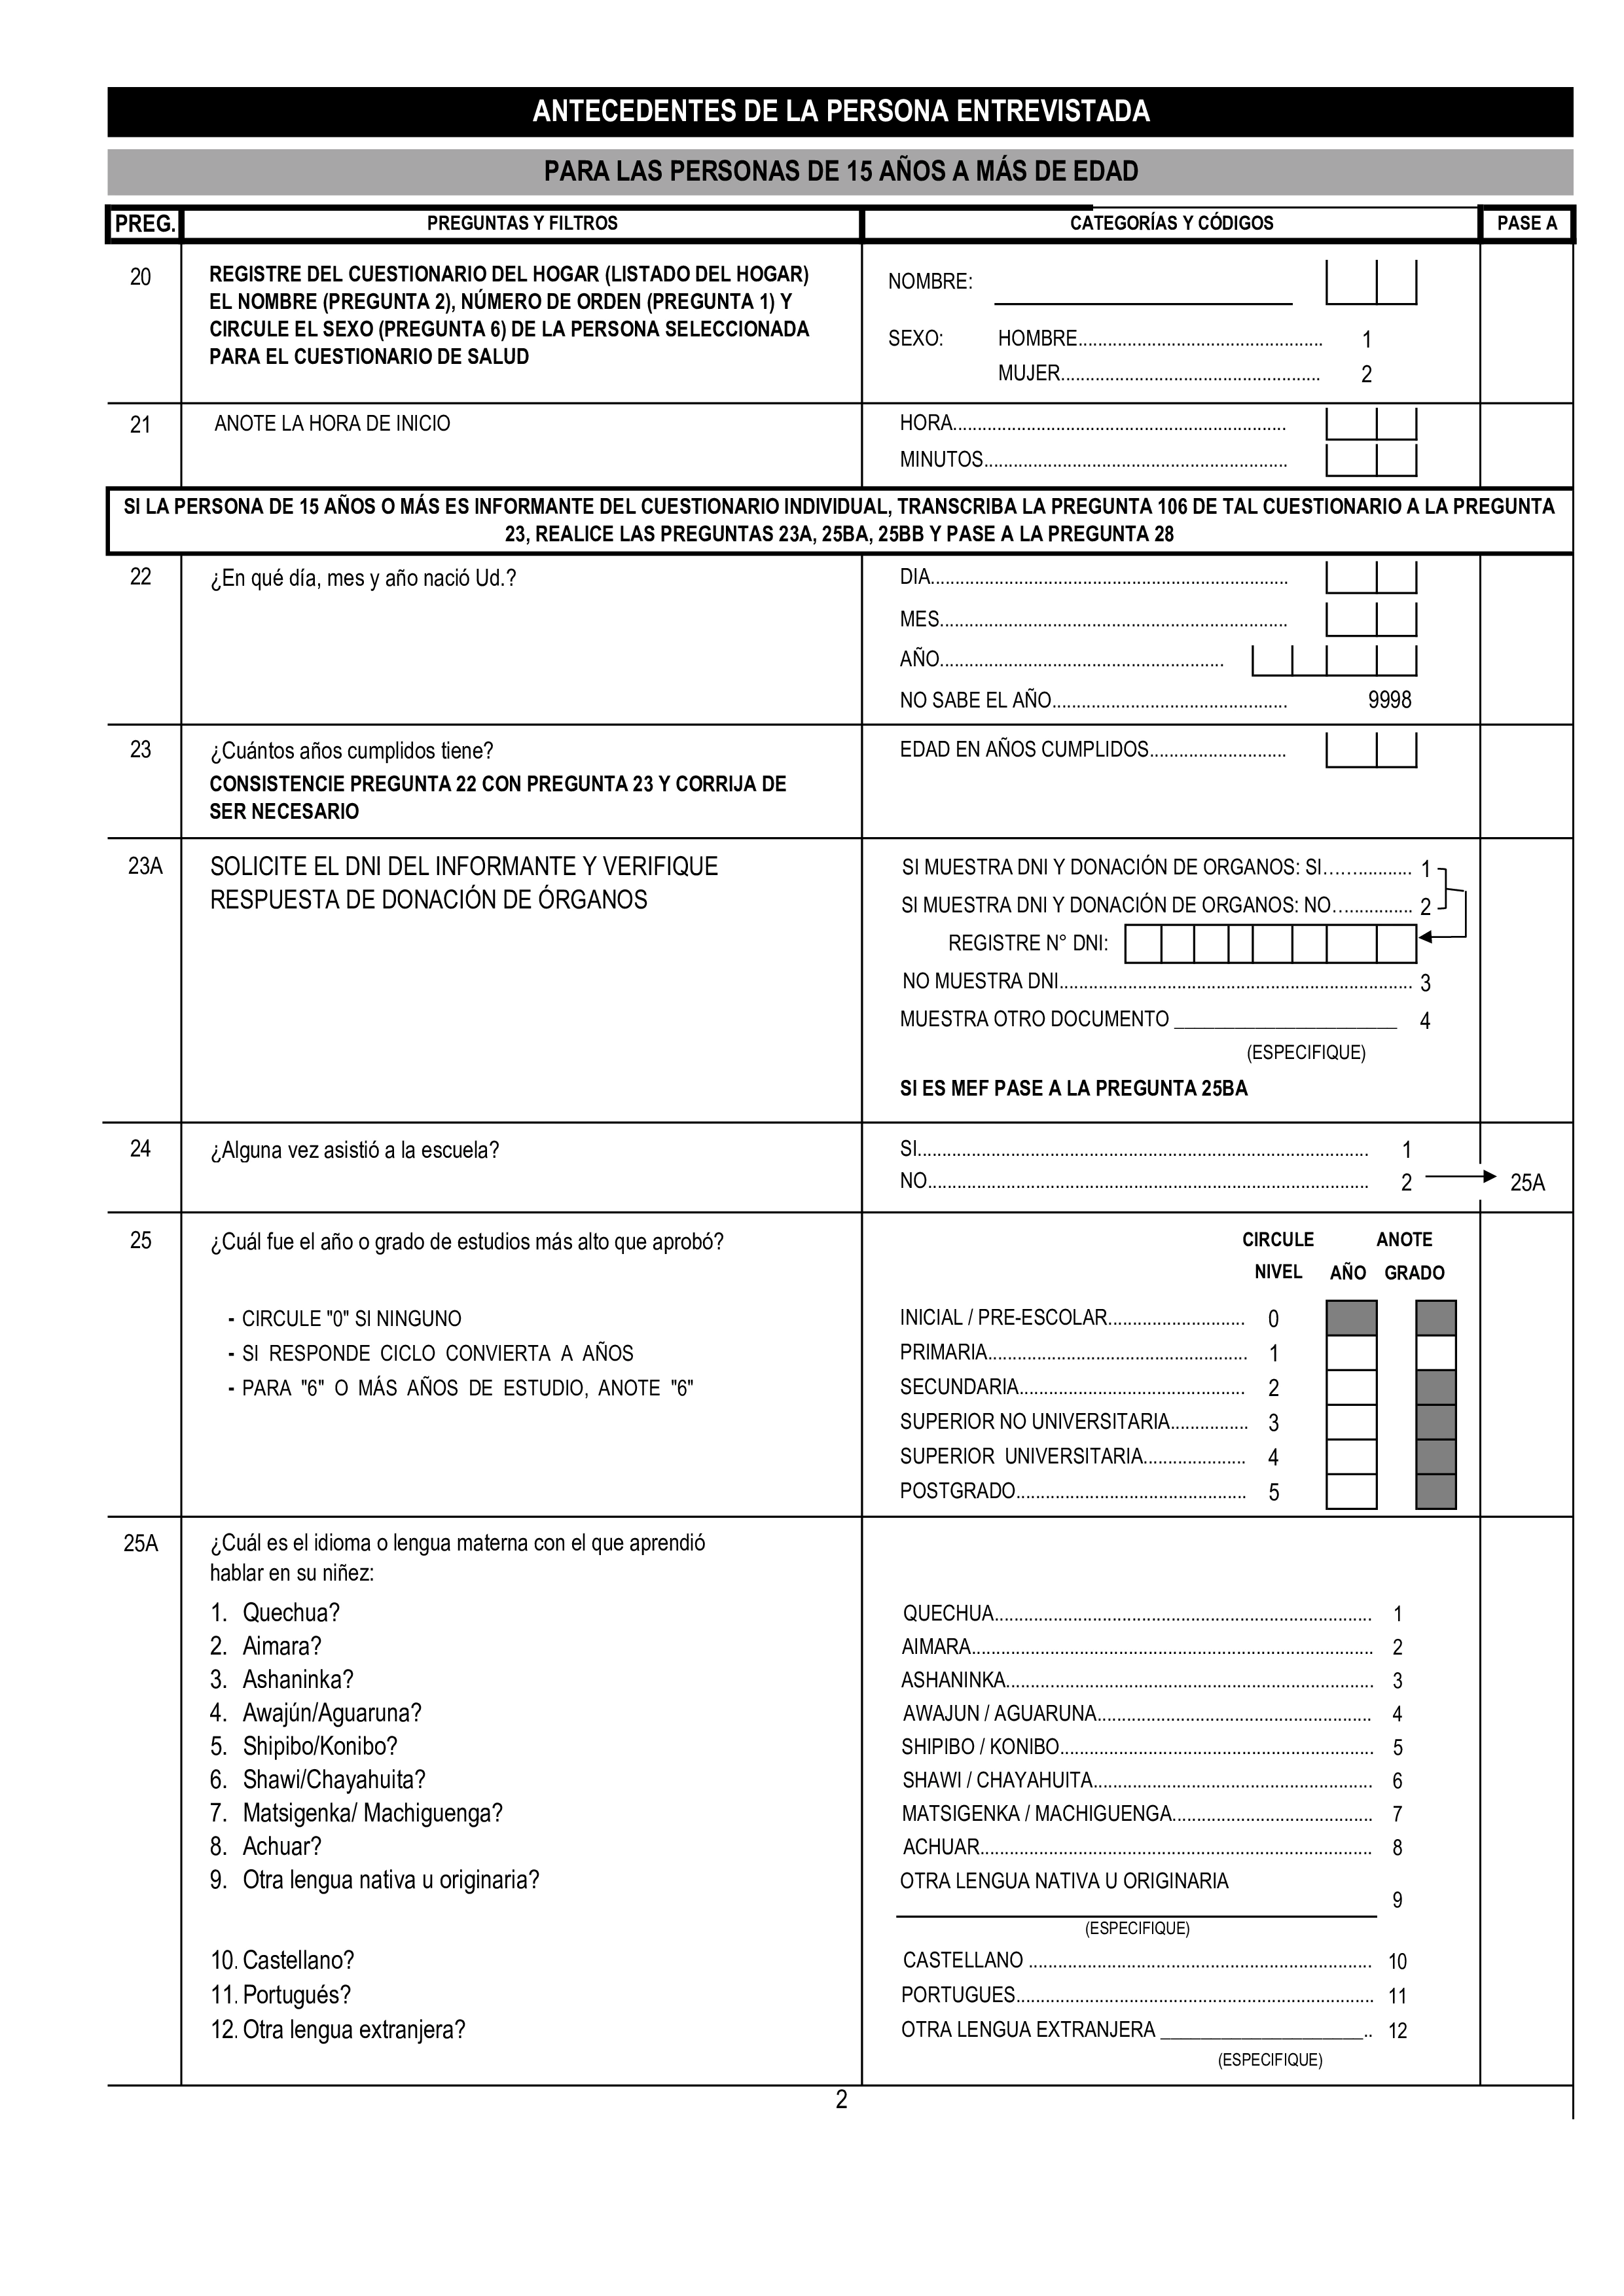 ANTECEDENTES DE LA PERSONA ENTREVISTADA
PARA LAS PERSONAS DE 15 AÑOS A MÁS DE EDAD
PREG. PREGUNTAS Y FILTROS CATEGORÍAS Y CÓDIGOS PASE A
20 REGISTRE DEL CUESTIONARIO DEL HOGAR (LISTADO DEL HOGAR)
EL NOMBRE (PREGUNTA 2), NÚMERO DE ORDEN (PREGUNTA 1) Y
CIRCULE EL SEXO (PREGUNTA 6) DE LA PERSONA SELECCIONADA
PARA EL CUESTIONARIO DE SALUD
NOMBRE:
SEXO: HOMBRE.................................................. 1
MUJER..................................................... 2
21 ANOTE LA HORA DE INICIO
HORA....................................................................
MINUTOS..............................................................
SI LA PERSONA DE 15 AÑOS O MÁS ES INFORMANTE DEL CUESTIONARIO INDIVIDUAL, TRANSCRIBA LA PREGUNTA 106 DE TAL CUESTIONARIO A LA PREGUNTA
23, REALICE LAS PREGUNTAS 23A, 25BA, 25BB Y PASE A LA PREGUNTA 28
22 ¿En qué día, mes y año nació Ud.?
DIA.........................................................................
MES.......................................................................
AÑO..........................................................
NO SABE EL AÑO................................................ 9998
23 ¿Cuántos años cumplidos tiene?
CONSISTENCIE PREGUNTA 22 CON PREGUNTA 23 Y CORRIJA DE
SER NECESARIO
EDAD EN AÑOS CUMPLIDOS............................
23A SOLICITE EL DNI DEL INFORMANTE Y VERIFIQUE
RESPUESTA DE DONACIÓN DE ÓRGANOS
SI MUESTRA DNI Y DONACIÓN DE ORGANOS: SI…............... 1
SI MUESTRA DNI Y DONACIÓN DE ORGANOS: NO…............. 2
REGISTRE N° DNI:
NO MUESTRA DNI........................................................................ 3
MUESTRA OTRO DOCUMENTO ____________________ 4
(ESPECIFIQUE)
SI ES MEF PASE A LA PREGUNTA 25BA
24 ¿Alguna vez asistió a la escuela?
SI............................................................................................ 1
NO.......................................................................................... 2 25A
25 ¿Cuál fue el año o grado de estudios más alto que aprobó?
- CIRCULE "0" SI NINGUNO
- SI RESPONDE CICLO CONVIERTA A AÑOS
- PARA "6" O MÁS AÑOS DE ESTUDIO, ANOTE "6"
CIRCULE ANOTE
NIVEL AÑO GRADO
INICIAL / PRE-ESCOLAR............................ 0
PRIMARIA..................................................... 1
SECUNDARIA.............................................. 2
SUPERIOR NO UNIVERSITARIA................ 3
SUPERIOR UNIVERSITARIA..................... 4
POSTGRADO............................................... 5
25A ¿Cuál es el idioma o lengua materna con el que aprendió
hablar en su niñez:
1. Quechua?
2. Aimara?
3. Ashaninka?
4. Awajún/Aguaruna?
5. Shipibo/Konibo?
6. Shawi/Chayahuita?
7. Matsigenka/ Machiguenga?
8. Achuar?
9. Otra lengua nativa u originaria?
10. Castellano?
11. Portugués?
12. Otra lengua extranjera?
QUECHUA............................................................................. 1
AIMARA.................................................................................. 2
ASHANINKA........................................................................... 3
AWAJUN / AGUARUNA........................................................ 4
SHIPIBO / KONIBO................................................................ 5
SHAWI / CHAYAHUITA......................................................... 6
MATSIGENKA / MACHIGUENGA......................................... 7
ACHUAR................................................................................ 8
OTRA LENGUA NATIVA U ORIGINARIA
9
(ESPECIFIQUE)
CASTELLANO ...................................................................... 10
PORTUGUES......................................................................... 11
OTRA LENGUA EXTRANJERA ___________________.. 12
(ESPECIFIQUE)
2